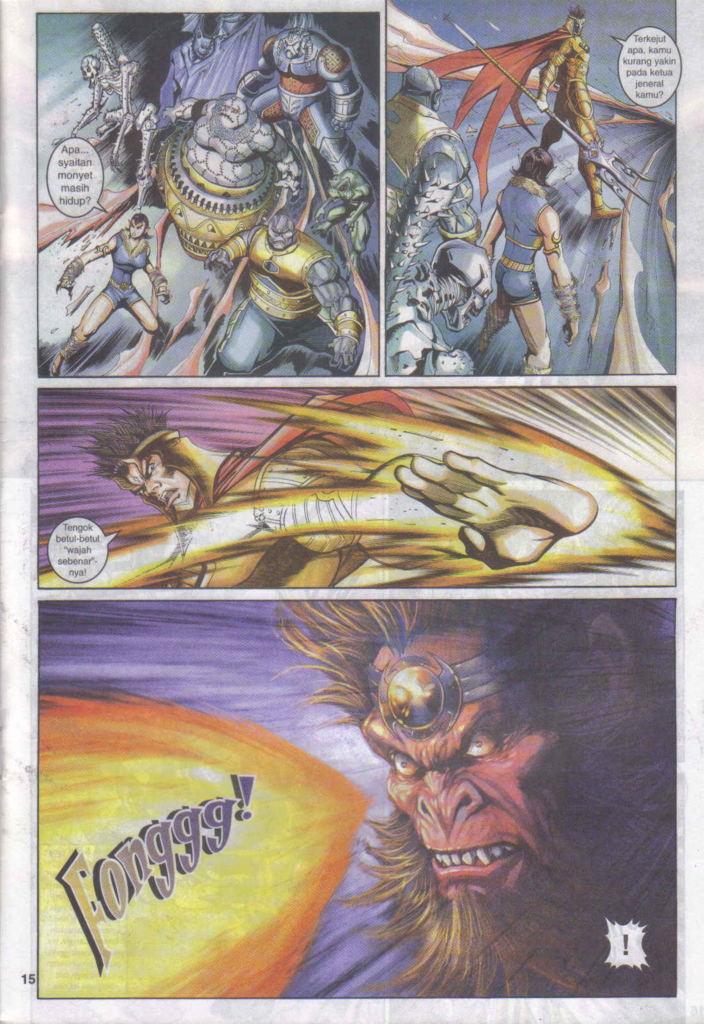 Apa...
syaitan
monyet
masih
hidup?
Terkejut
apa, kamu
kurang yakin
pada ketua
jeneral
kamu?
Tengok
betul-betul
"wajah
sebenar"-
nya!
Fonggg!
!
15